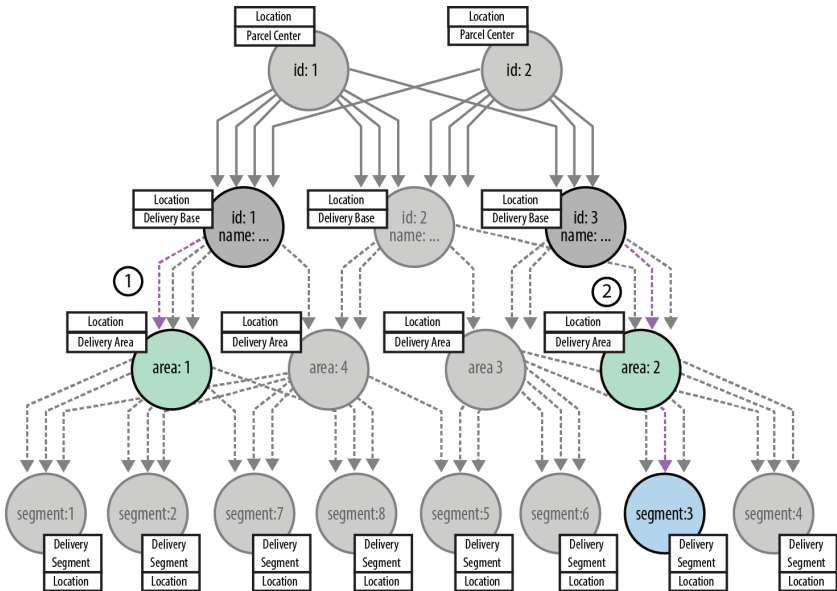 Location
Parcel Center
id: 1
Location
Parcel Center
id: 2
Location
Delivery Base
id: 1
name: ...
Location
Delivery Base
id: 2
name: ...
Location
Delivery Base
id: 3
name: ...
1
2
Location
Delivery Area
area: 1
Location
Delivery Area
area: 4
Location
Delivery Area
area 3
Location
Delivery Area
area: 2
segment:1
Delivery
Segment
Location
segment:2
Delivery
Segment
Location
segment:7
Delivery
Segment
Location
segment:8
Delivery
Segment
Location
segment:5
Delivery
Segment
Location
segment:6
Delivery
Segment
Location
segment:3
Delivery
Segment
Location
segment:4
Delivery
Segment
Location